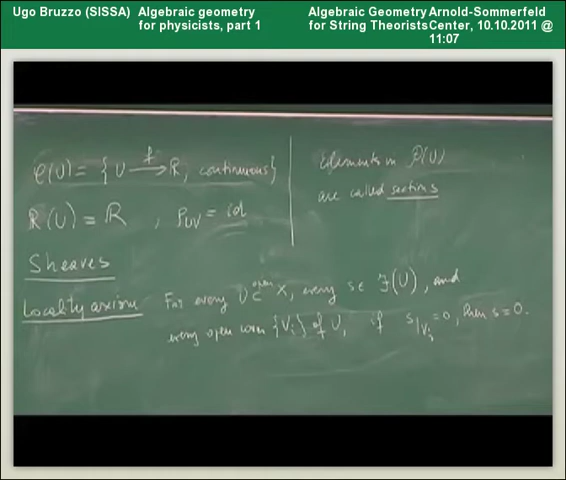 Ugo Bruzzo (SISSA)
Algebraic geometry
for physicists, part 1
Algebraic Geometry
for String Theorists
Arnold-Sommerfeld
Center, 10.10.2011 @
11:07
C(U) = { U –f→ R, continuous }
R(U) = R , ρUV = id
Elements in P(U)
are called sections
Sheaves
Locality axiom For every U ⊂open X, every s ∈ F(U), and
every open cover {Vi} of U, if s|Vi = 0, then s = 0.